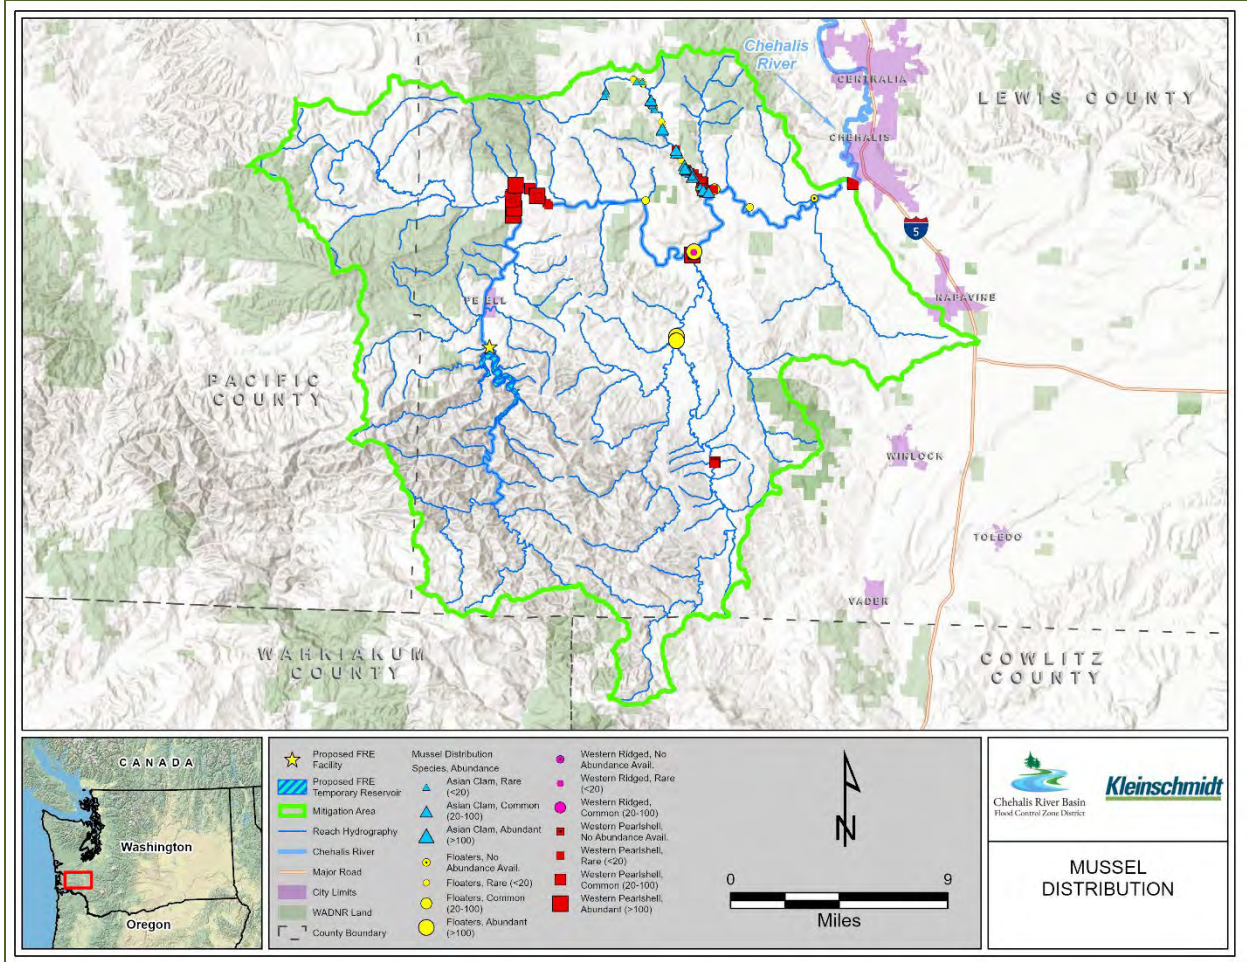 Chehalis
River
CENTRALIA
LEWIS COUNTY
CHEHALIS
5
NAPAVINE
PE ELL
PACIFIC
COUNTY
WINLOCK
TOLEDO
VADER
WAHKIAKUM
COUNTY
COWLITZ
COUNTY
CANADA
Washington
Oregon
Proposed FRE
Facility
Proposed FRE
Temporary Reservoir
Mitigation Area
Reach Hydrography
Chehalis River
Major Road
City Limits
WADNR Land
County Boundary
Mussel Distribution
Species, Abundance
Asian Clam, Rare
(<20)
Asian Clam, Common
(20-100)
Asian Clam, Abundant
(>100)
Floaters, No
Abundance Avail.
Floaters, Rare (<20)
Floaters, Common
(20-100)
Floaters, Abundant
(>100)
Western Ridged, No
Abundance Avail.
Western Ridged, Rare
(<20)
Western Ridged,
Common (20-100)
Western Pearlshell,
No Abundance Avail.
Western Pearlshell,
Rare (<20)
Western Pearlshell,
Common (20-100)
Western Pearlshell,
Abundant (>100)
N
0 9
Miles
Chehalis River Basin
Flood Control Zone District
Kleinschmidt
MUSSEL
DISTRIBUTION